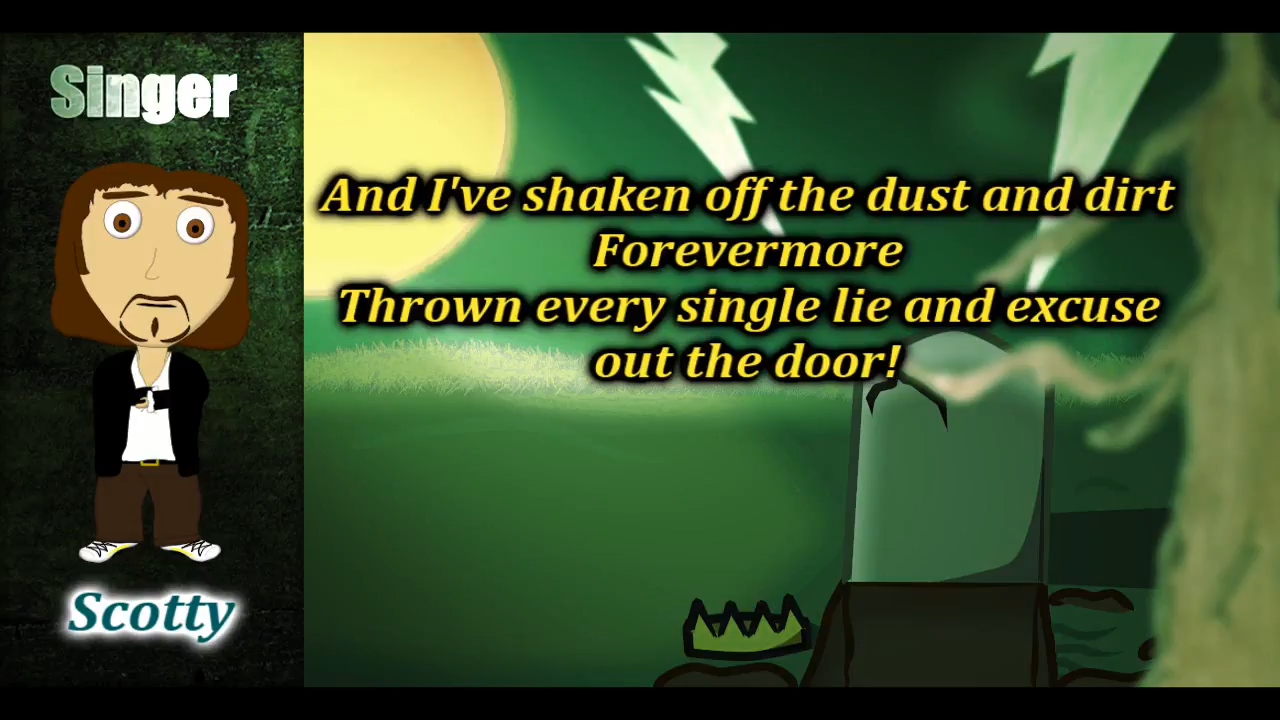 Singer
And I've shaken off the dust and dirt
Forevermore
Thrown every single lie and excuse
out the door!
Scotty